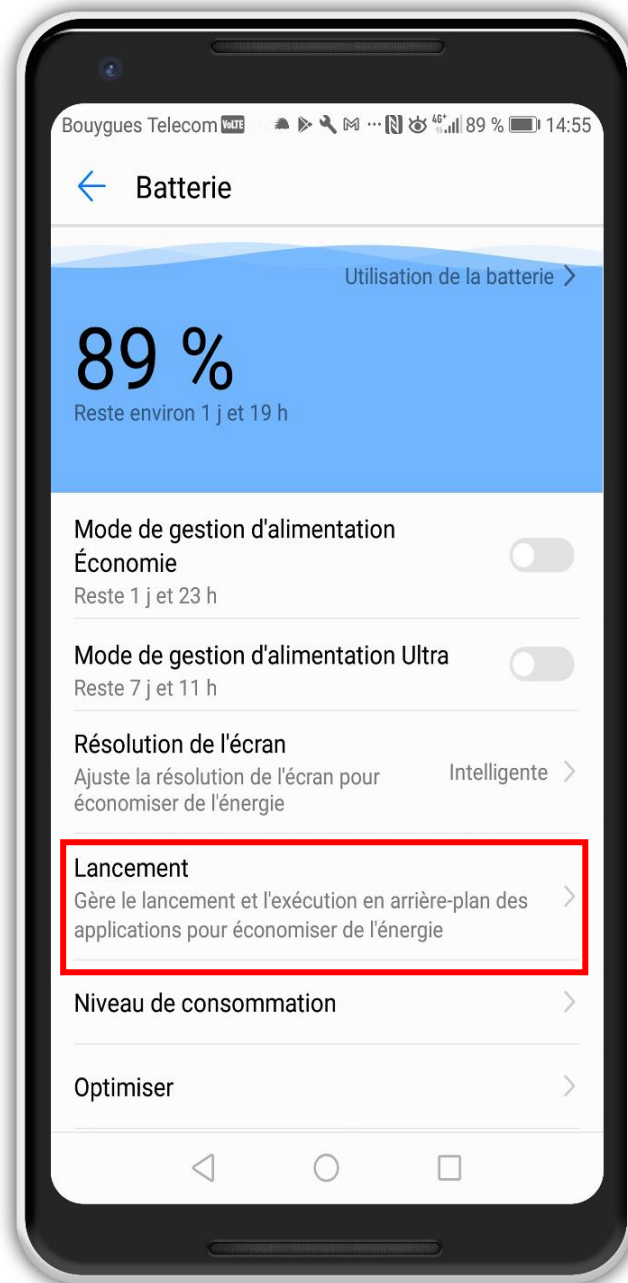 Bouygues Telecom VoLTE ... 4G+ 89 % 14:55
Batterie
Utilisation de la batterie
89 %
Reste environ 1 j et 19 h
Mode de gestion d'alimentation
Économie
Reste 1 j et 23 h
Mode de gestion d'alimentation Ultra
Reste 7 j et 11 h
Résolution de l'écran
Ajuste la résolution de l'écran pour
économiser de l'énergie
Intelligente
Lancement
Gère le lancement et l'exécution en arrière-plan des
applications pour économiser de l'énergie
Niveau de consommation
Optimiser